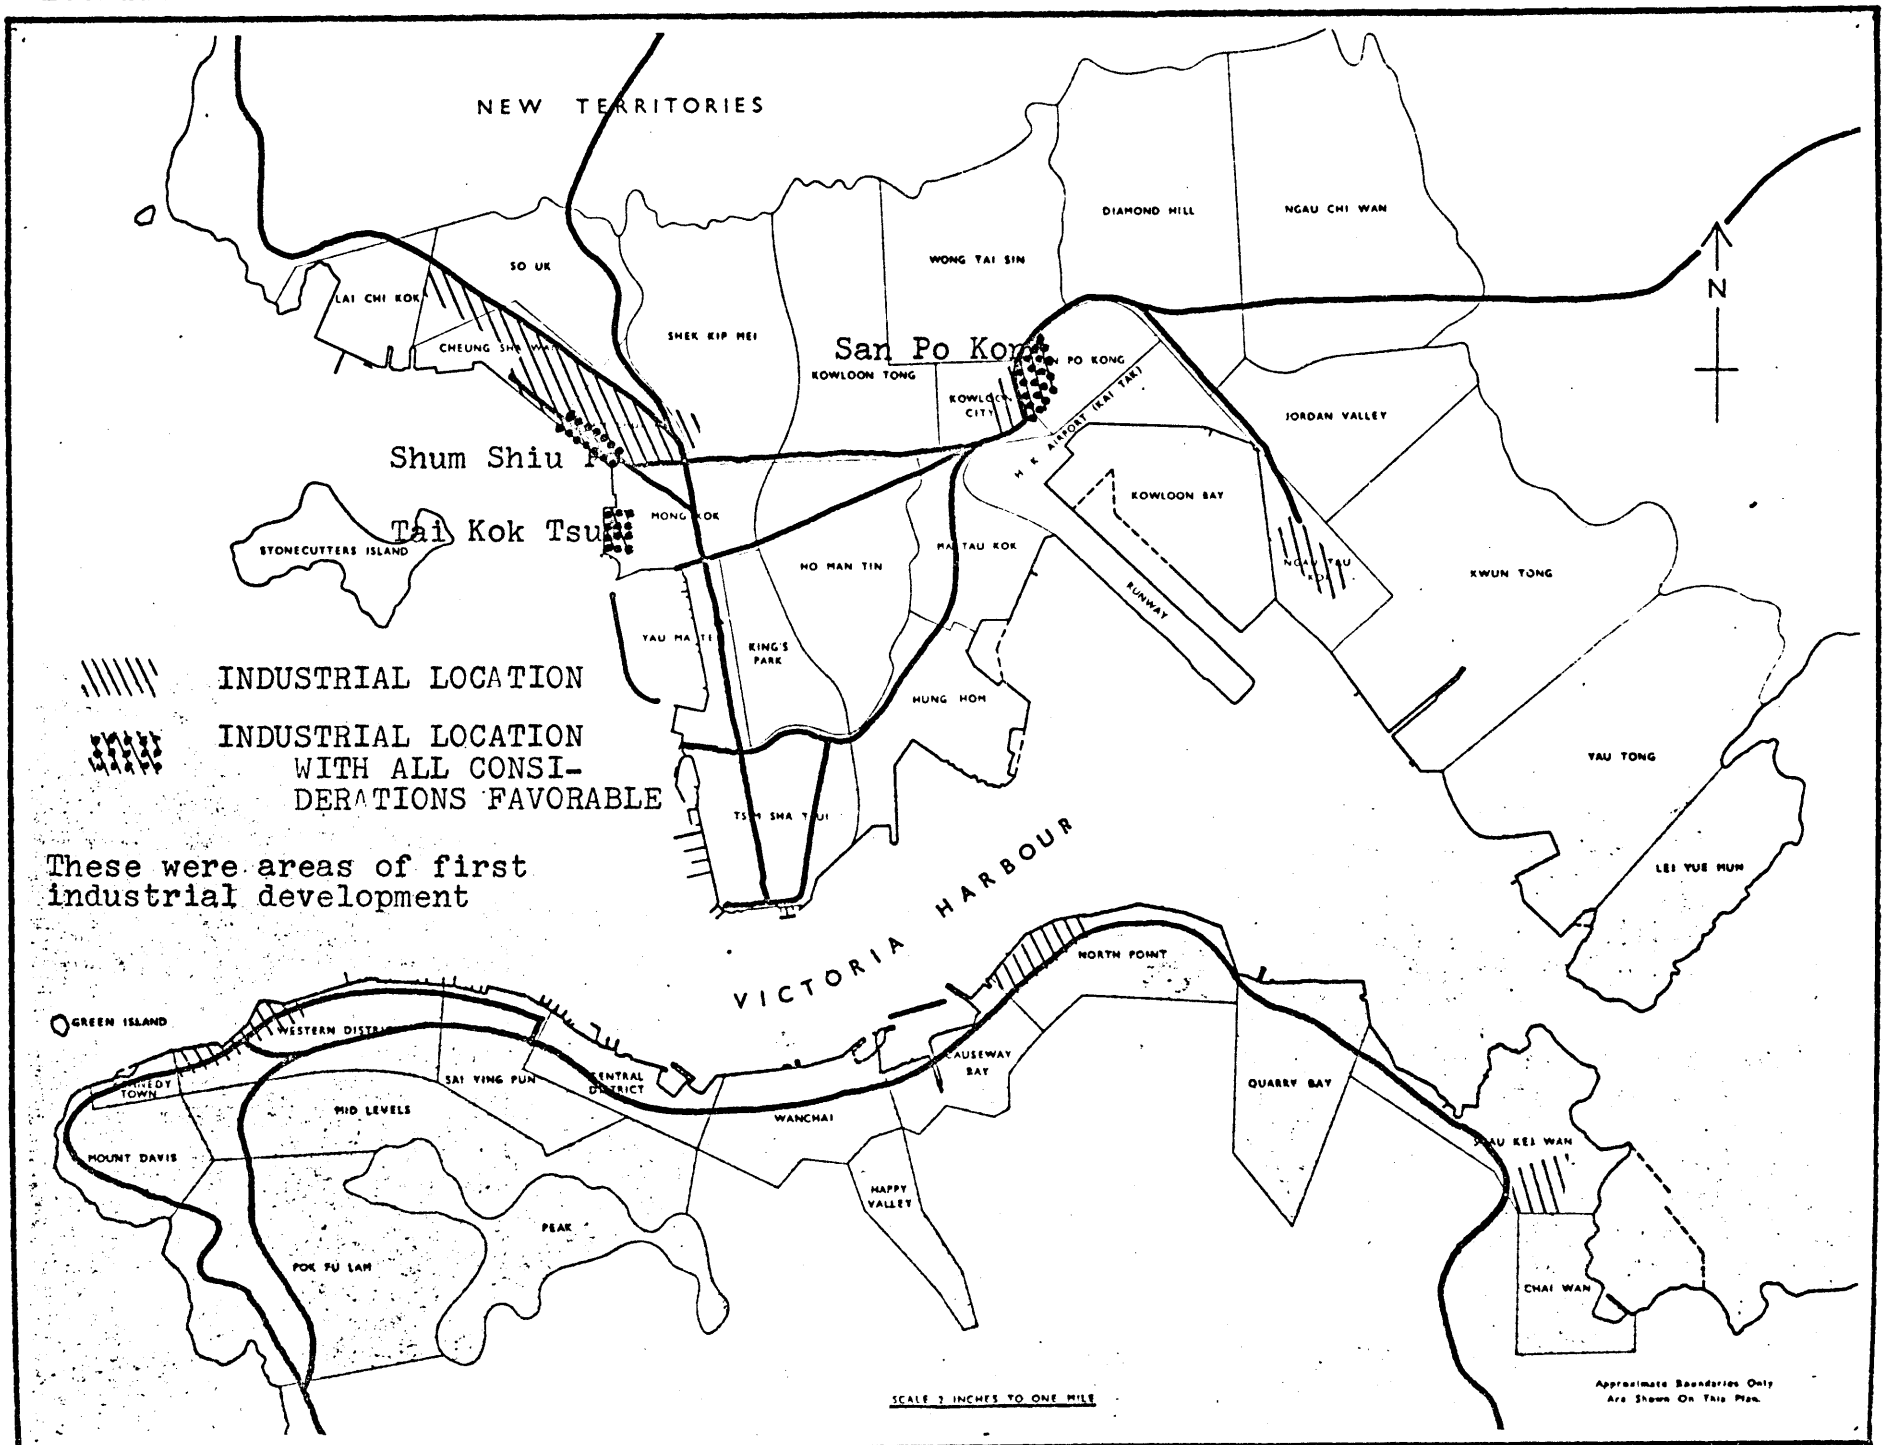 NEW TERRITORIES
DIAMOND HILL
NGAU CHI WAN
SO UK
WONG TAI SIN
LAI CHI KOK
SHEK KIP MEI
CHEUNG SHA WAN
San Po Kon
N PO KONG
KOWLOON TONG
KOWLOON
CITY
H. K. AIRPORT (KAI TAK)
JORDAN VALLEY
Shum Shiu
KOWLOON BAY
MONG KOK
Tai Kok Tsu
STONECUTTERS ISLAND
MA TAU KOK
HO MAN TIN
NGAU TAU
KOK
KWUN TONG
RUNWAY
YAU MA TEI
KING'S
PARK
INDUSTRIAL LOCATION
HUNG HOM
INDUSTRIAL LOCATION
WITH ALL CONSI-
DERATIONS FAVORABLE
YAU TONG
TSIM SHA TSUI
These were areas of first
industrial development
LEI YUE MUN
VICTORIA HARBOUR
NORTH POINT
GREEN ISLAND
WESTERN DISTRICT
CAUSEWAY
BAY
KENNEDY
TOWN
SAI YING PUN
CENTRAL
DISTRICT
QUARRY BAY
MID LEVELS
WANCHAI
SHAU KEI WAN
MOUNT DAVIS
HAPPY
VALLEY
PEAK
POK FU LAM
CHAI WAN
SCALE 2 INCHES TO ONE MILE
Approximate Boundaries Only
Are Shown On This Plan.
N